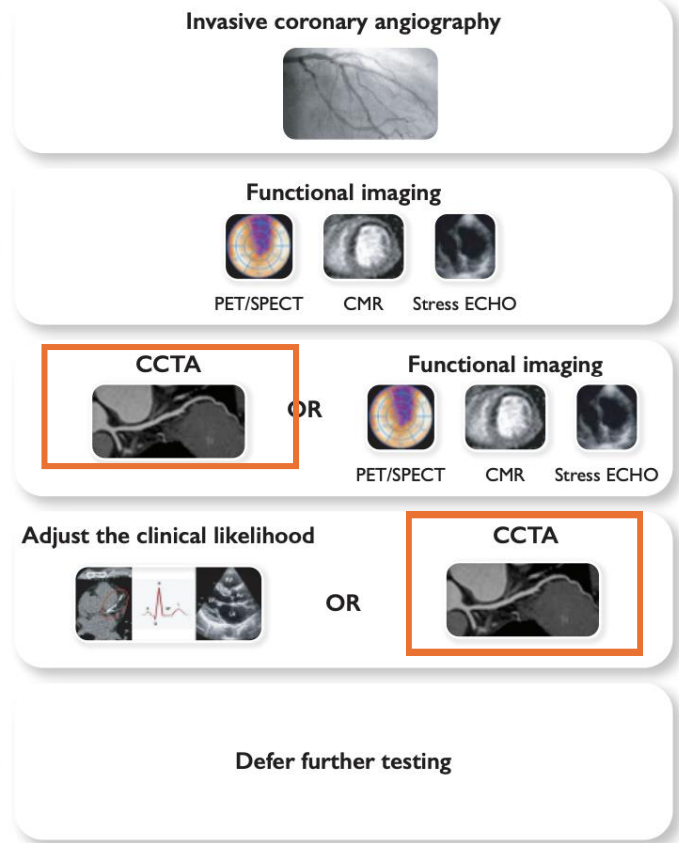 Invasive coronary angiography
Functional imaging
PET/SPECT CMR Stress ECHO
CCTA
OR
Functional imaging
PET/SPECT CMR Stress ECHO
Adjust the clinical likelihood
OR
CCTA
Defer further testing